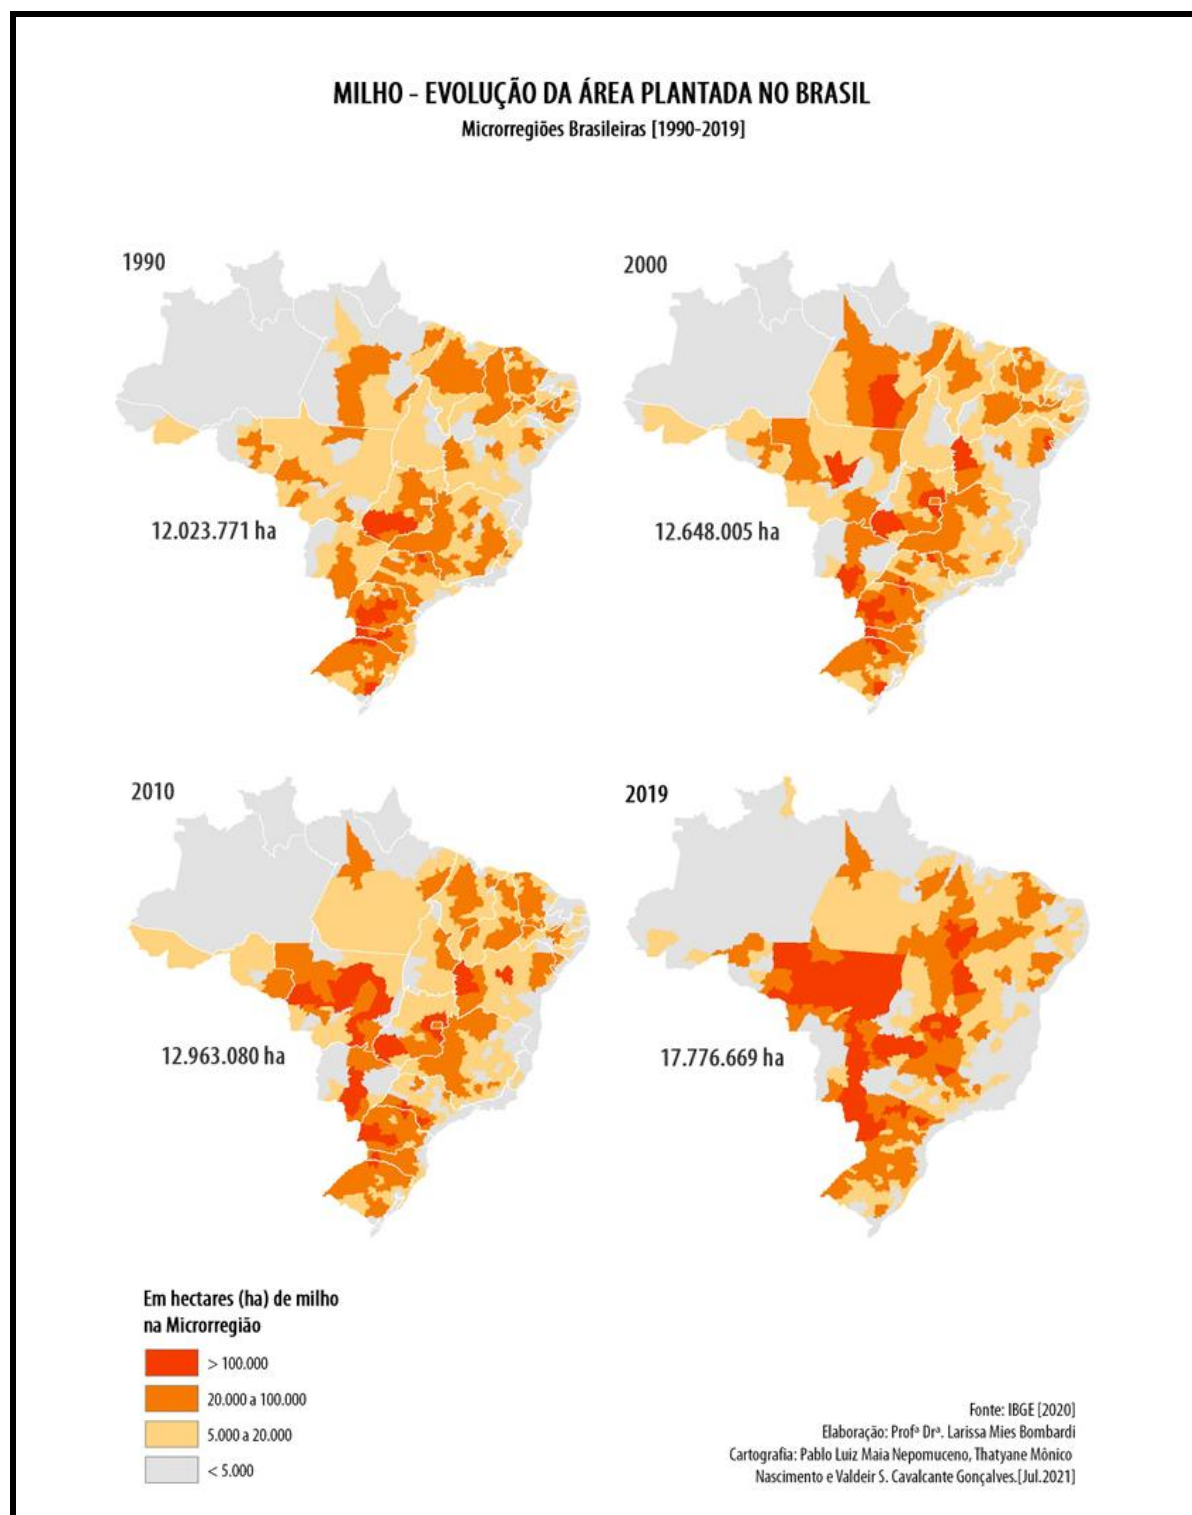 MILHO - EVOLUÇÃO DA ÁREA PLANTADA NO BRASIL
Microrregiões Brasileiras [1990-2019]
1990
2000
12.023.771 ha
12.648.005 ha
2010
2019
12.963.080 ha
17.776.669 ha
Em hectares (ha) de milho
na Microrregião
> 100.000
20.000 a 100.000
5.000 a 20.000
< 5.000
Fonte: IBGE [2020]
Elaboração: Profª Drª. Larissa Mies Bombardi
Cartografia: Pablo Luiz Maia Nepomuceno, Thatyane Mônico
Nascimento e Valdeir S. Cavalcante Gonçalves.[Jul.2021]